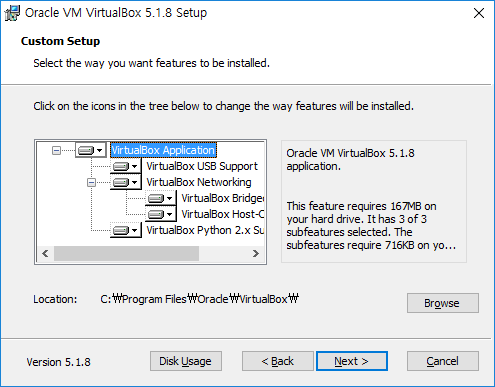 Oracle VM VirtualBox 5.1.8 Setup
Custom Setup
Select the way you want features to be installed.
Click on the icons in the tree below to change the way features will be installed.
VirtualBox Application
VirtualBox USB Support
VirtualBox Networking
VirtualBox Bridge
VirtualBox Host-C
VirtualBox Python 2.x Su
Oracle VM VirtualBox 5.1.8
application.
This feature requires 167MB on
your hard drive. It has 3 of 3
subfeatures selected. The
subfeatures require 716KB on yo...
Location: C:₩Program Files₩Oracle₩VirtualBox₩
Browse
Version 5.1.8
Disk Usage
< Back
Next >
Cancel